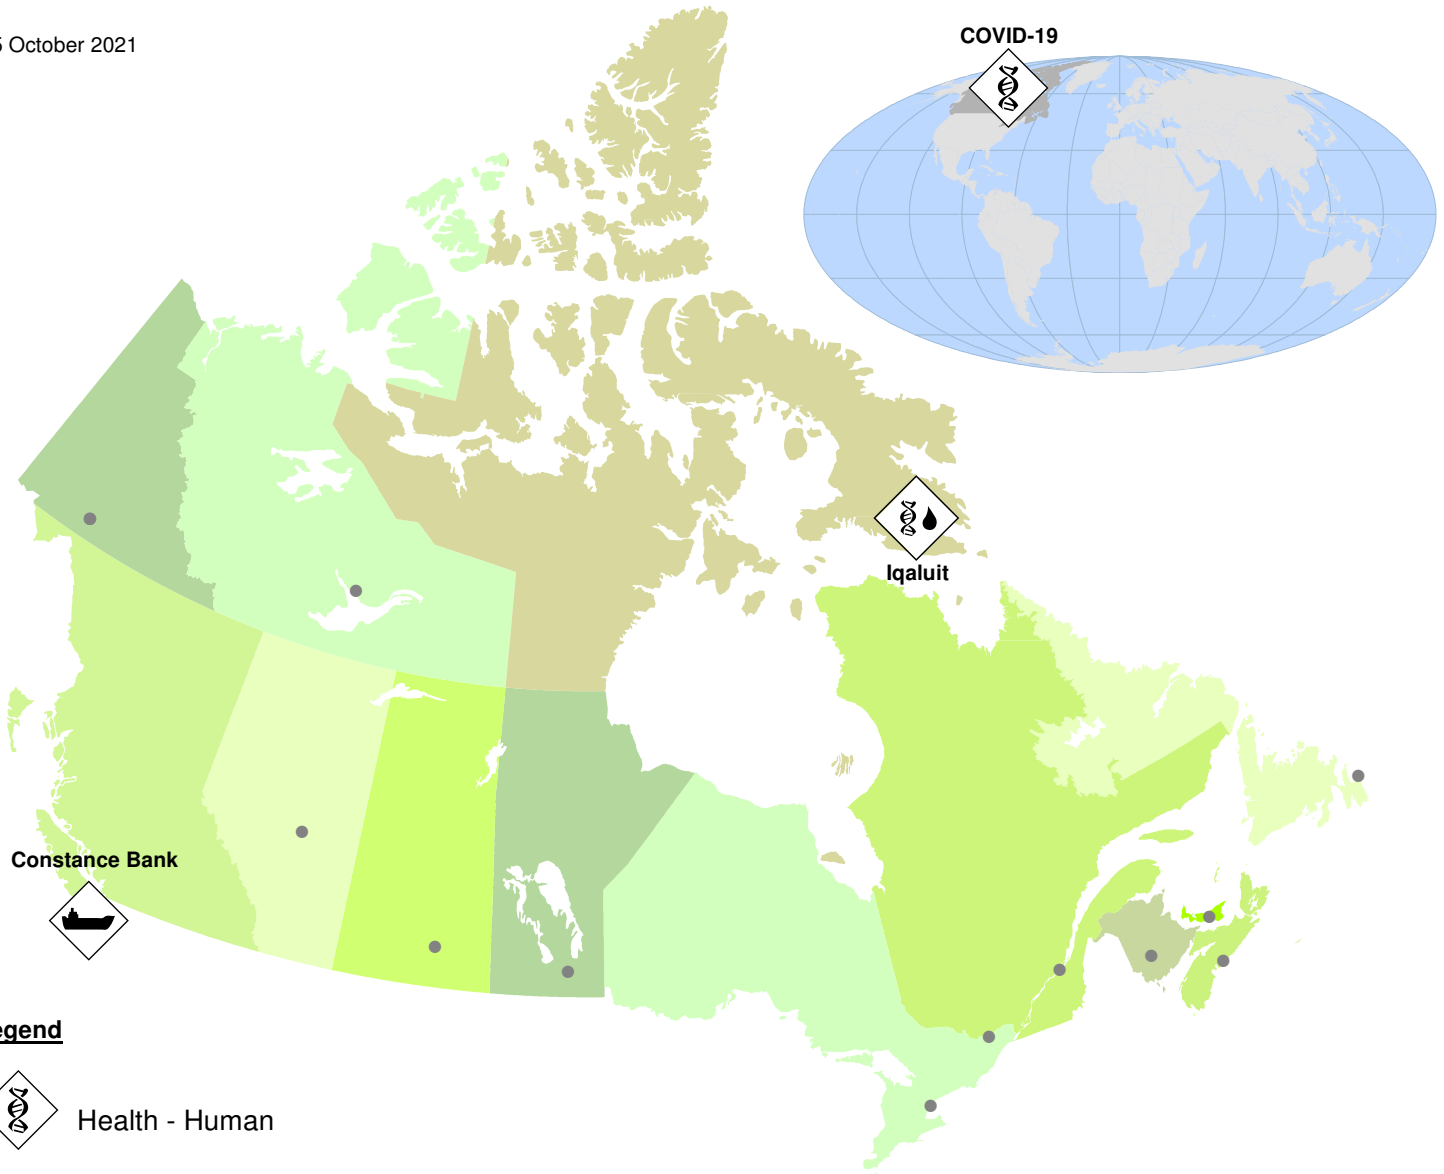 5 October 2021
COVID-19
Iqaluit
Constance Bank
egend
Health - Human